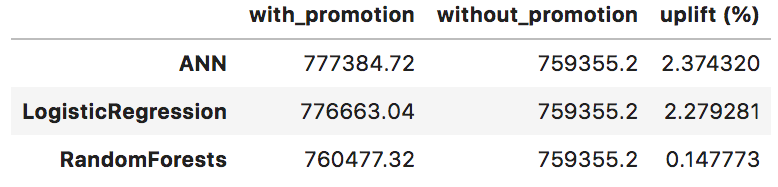 with_promotion without_promotion uplift (%)
ANN 777384.72 759355.2 2.374320
LogisticRegression 776663.04 759355.2 2.279281
RandomForests 760477.32 759355.2 0.147773